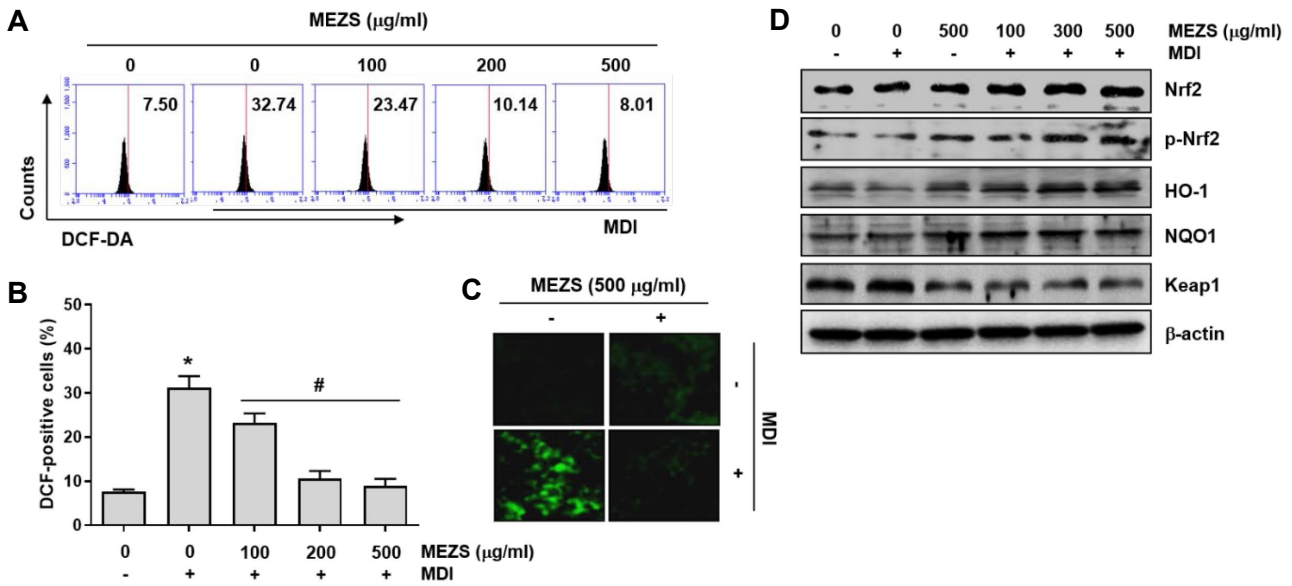 A
MEZS (µg/ml)
0 0 100 200 500
7.50 32.74 23.47 10.14 8.01
Counts
DCF-DA
MDI
B
DCF-positive cells (%)
50
40
30
20
10
0
*
#
0 0 100 200 500 MEZS (µg/ml)
- + + + + MDI
C
MEZS (500 µg/ml)
- +
-
+
MDI
D
0 0 500 100 300 500 MEZS (µg/ml)
- + - + + + MDI
Nrf2
p-Nrf2
HO-1
NQO1
Keap1
β-actin